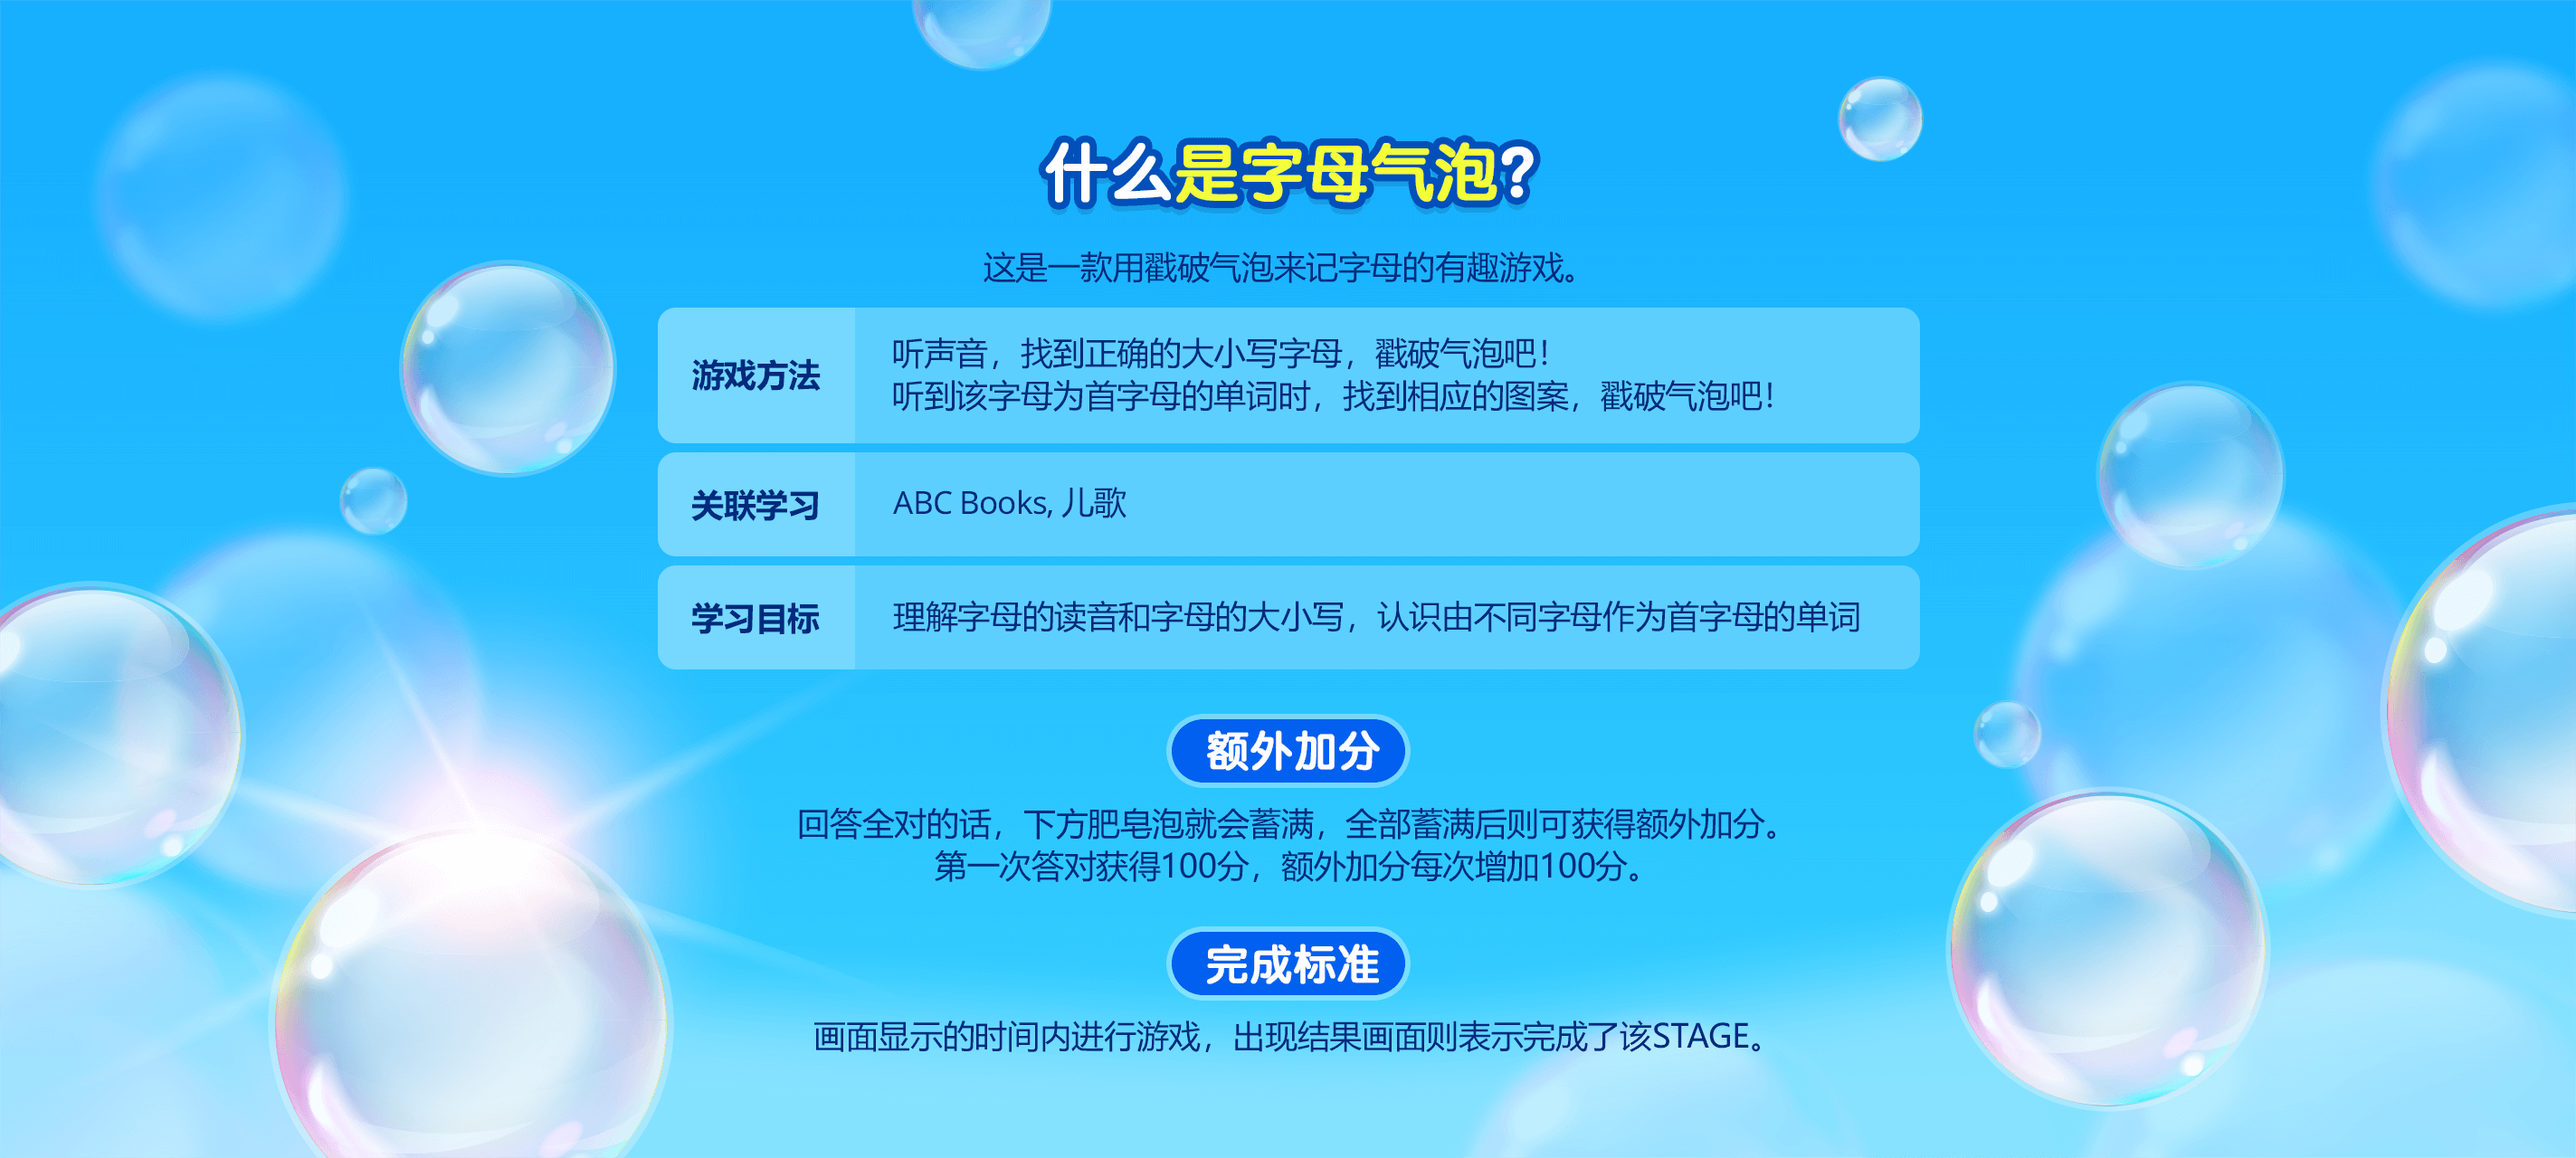 什么是字母气泡?
这是一款用戳破气泡来记字母的有趣游戏。
游戏方法
听声音，找到正确的大小写字母，戳破气泡吧！
听到该字母为首字母的单词时，找到相应的图案，戳破气泡吧！
关联学习
ABC Books, 儿歌
学习目标
理解字母的读音和字母的大小写，认识由不同字母作为首字母的单词
额外加分
回答全对的话，下方肥皂泡就会蓄满，全部蓄满后则可获得额外加分。
第一次答对获得100分，额外加分每次增加100分。
完成标准
画面显示的时间内进行游戏，出现结果画面则表示完成了该STAGE。